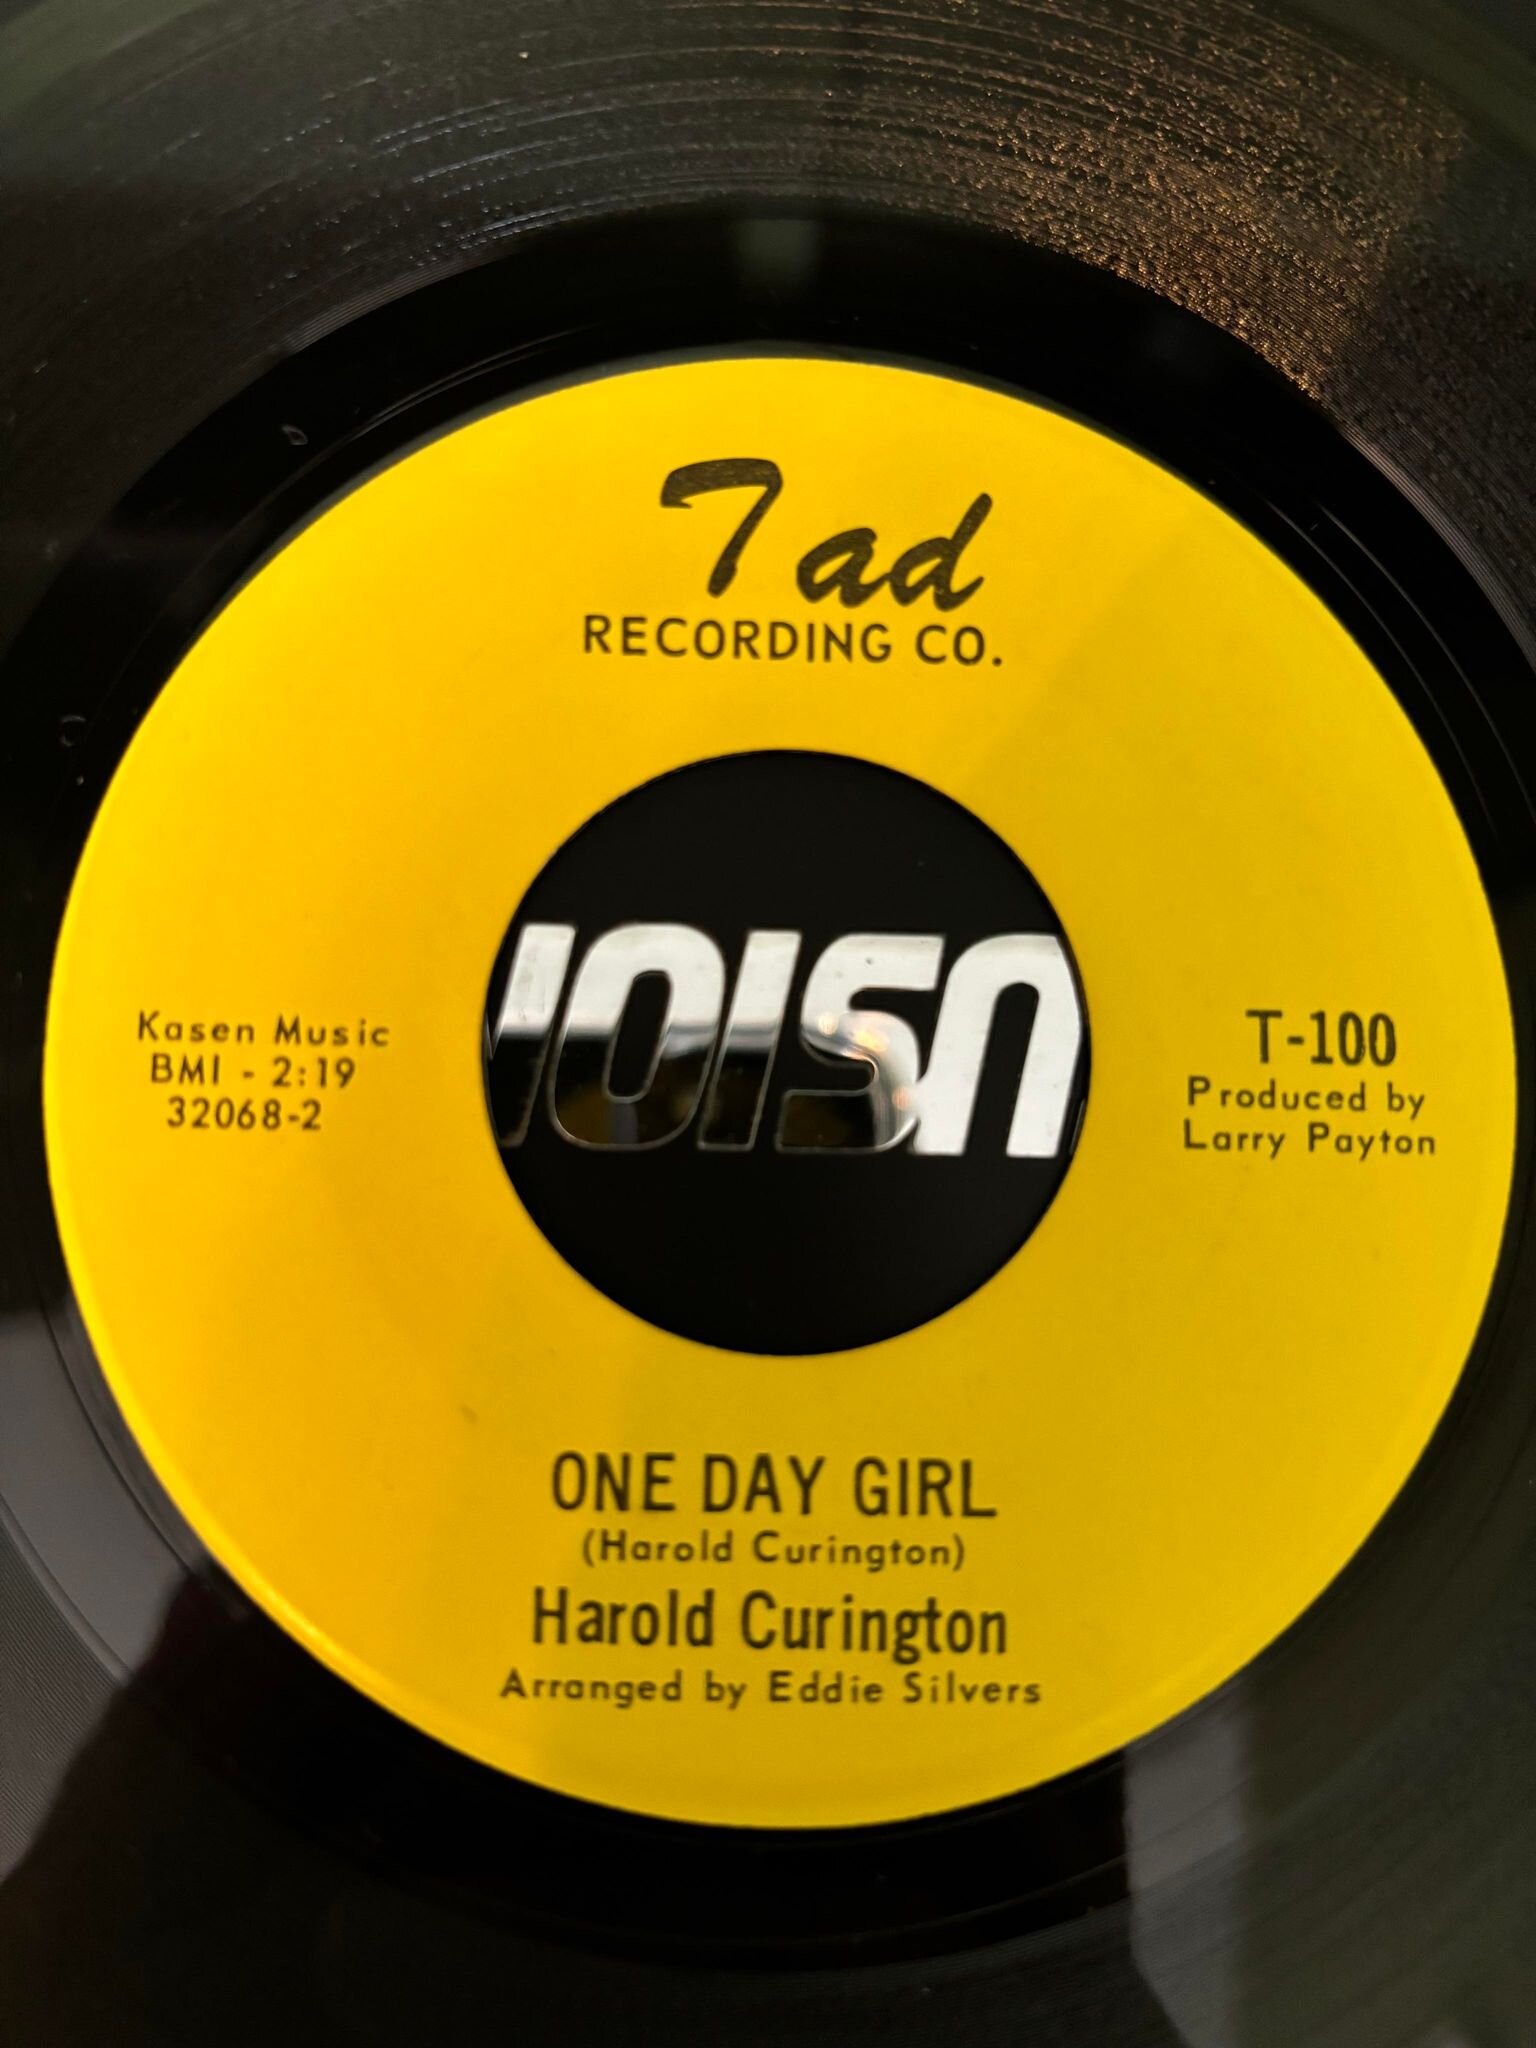 Tad
RECORDING CO.
Kasen Music
BMI - 2:19
32068-2
T-100
Produced by
Larry Payton
ONE DAY GIRL
(Harold Curington)
Harold Curington
Arranged by Eddie Silvers